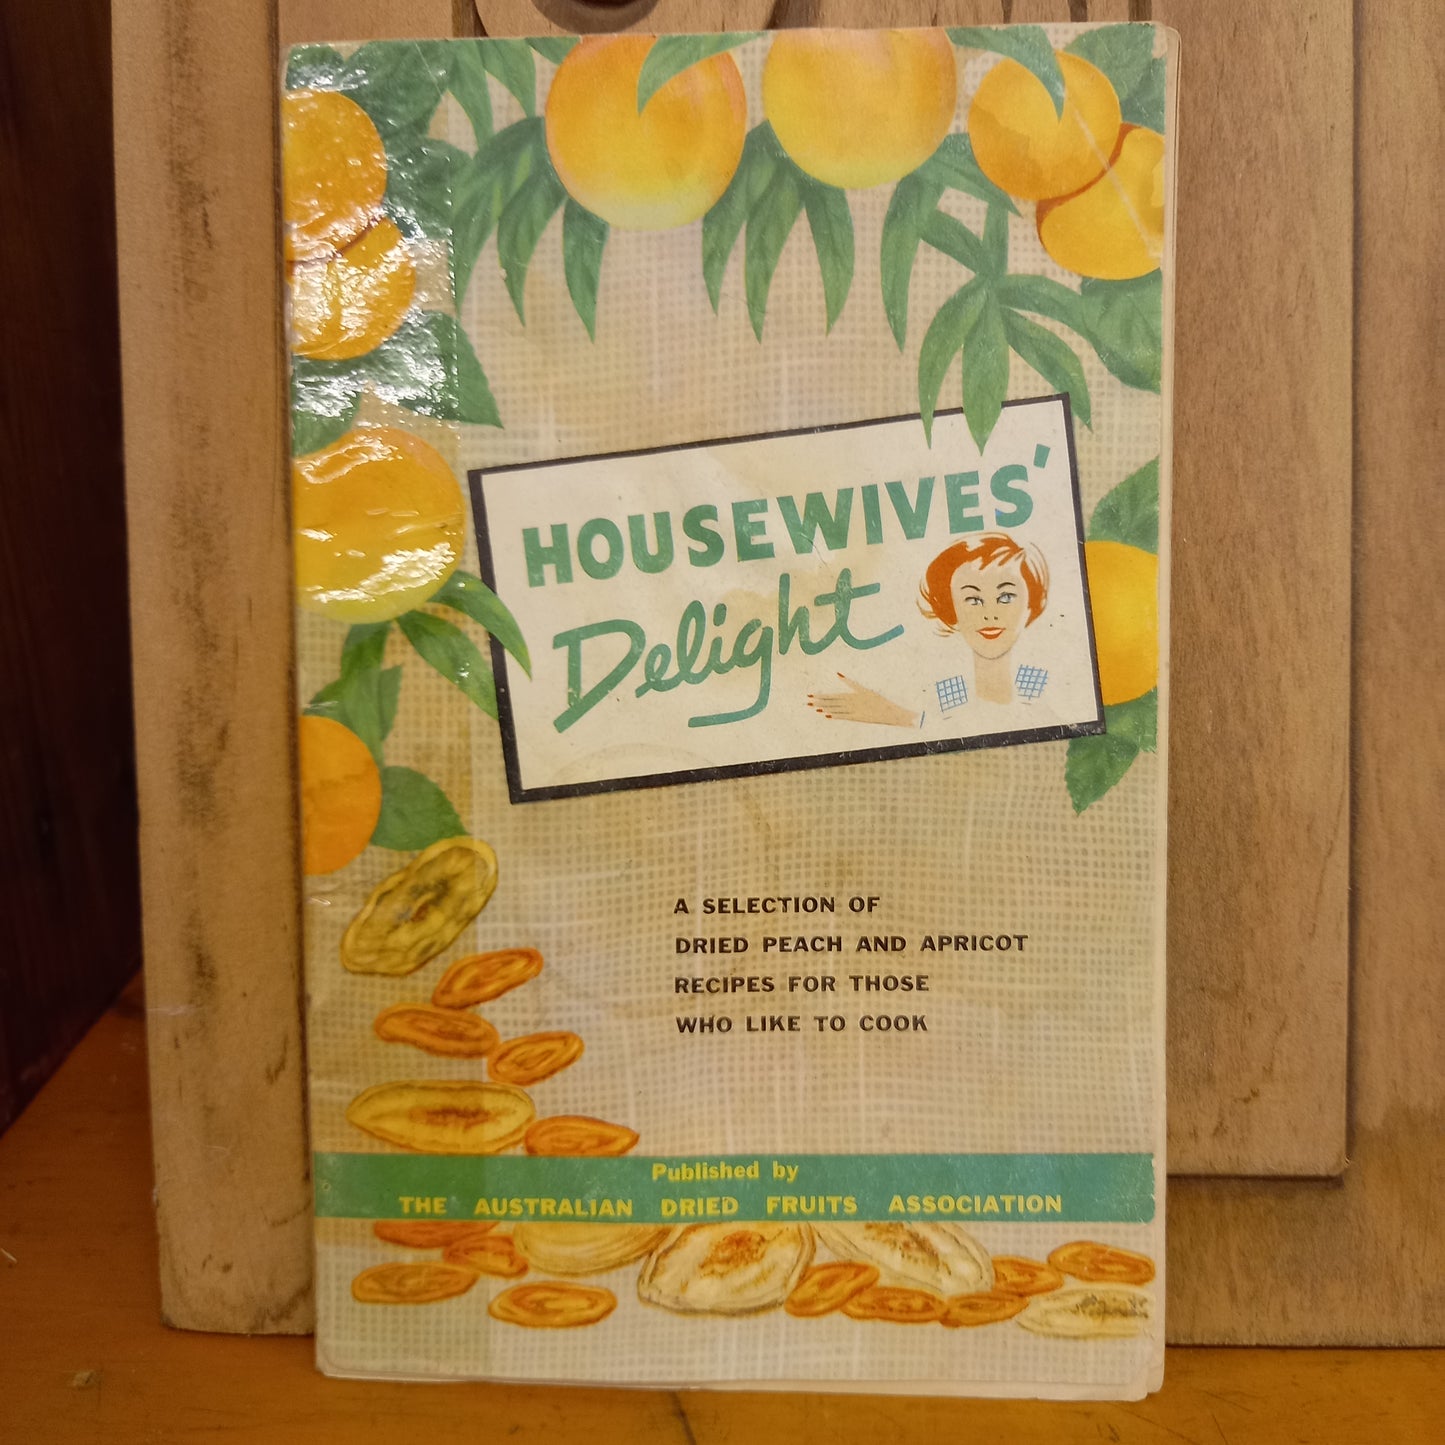 HOUSEWIVES'
Delight
A SELECTION OF
DRIED PEACH AND APRICOT
RECIPES FOR THOSE
WHO LIKE TO COOK
Published by
THE AUSTRALIAN DRIED FRUITS ASSOCIATION